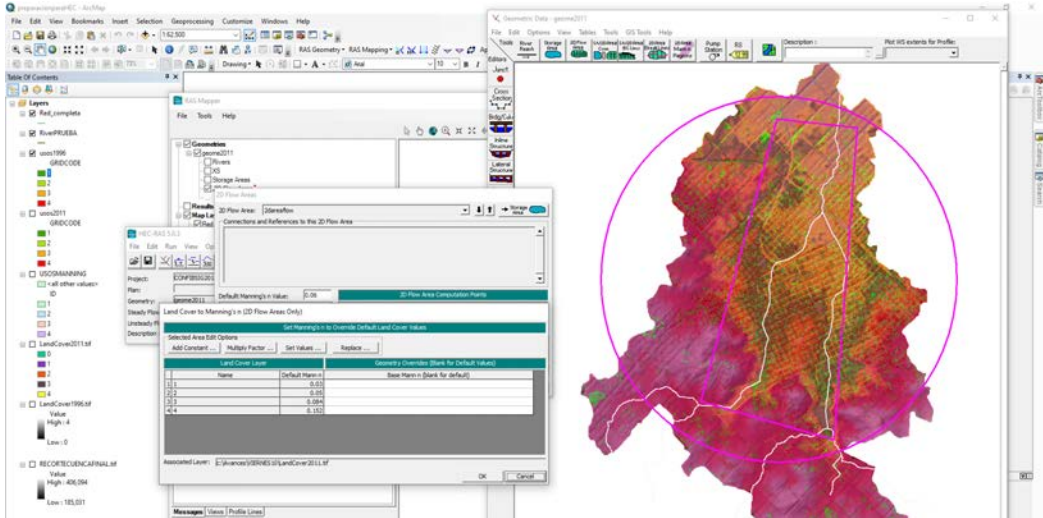 preparacionparaHEC - ArcMap
File Edit View Bookmarks Insert Selection Geoprocessing Customize Windows Help
1:62,500
RAS Geometry RAS Mapping
Drawing Arial 10 B I
Table Of Contents
Layers
Red_complete
RiverPRUEBA
usos1996
GRIDCODE
1
2
3
4
usos2011
GRIDCODE
1
2
3
4
USOSMANNING
<all other values>
ID
1
2
3
4
LandCover2011.tif
0
1
2
3
4
LandCover1996.tif
Value
High : 4
Low : 0
RECORTECUENCAFINAL.tif
Value
High : 406,094
Low : 185,031
RAS Mapper
File Tools Help
Geometries
geome2011
Rivers
XS
Storage Areas
Results
Map Lay
HEC-RAS 5.0.3
File Edit Run View Op
Project:
Plan:
Geometry: geome2011
Steady Flow
Unsteady Fl
Description
2D Flow Areas
2D Flow Area: 2dareaflow
Storage Area
Connections and References to this 2D Flow Area
Default Manning's n Value: 0.06
2D Flow Area Computation Points
Land Cover to Manning's n (2D Flow Areas Only)
Set Manning's n to Override Default Land Cover Values
Selected Area Edit Options
Add Constant ... Multiply Factor ... Set Values ... Replace ...
Land Cover Layer Geometry Overrides (Blank for Default Values)
Name Default Mann n Base Mann n (blank for default)
1 1 0.03
2 2 0.05
3 3 0.084
4 4 0.152
Associated Layer:
OK Cancel
Messages Views Profile Lines
Geometric Data - geome2011
File Edit Options View Tables Tools GIS Tools Help
Tools River Reach Storage Area 2D Flow Area Pump Station RS Description : Plot WS extents for Profile:
Editors
Junct
Cross Section
Brdg/Culv
Inline Structure
Lateral Structure
ArcToolbox
Catalog
Search